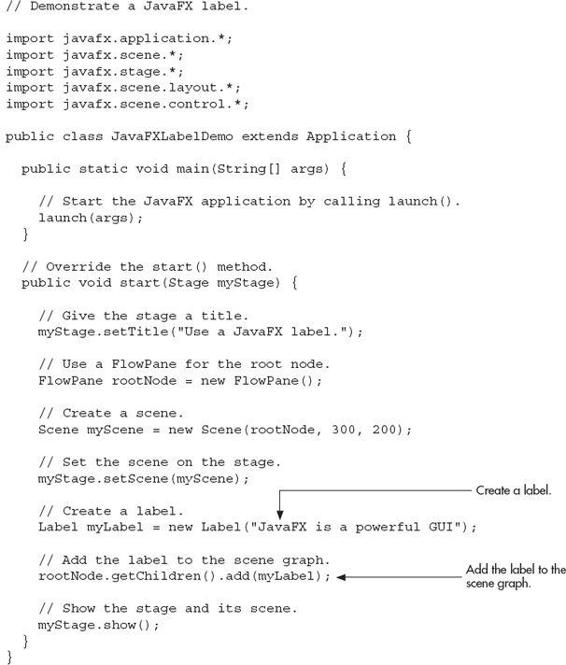 // Demonstrate a JavaFX label.
import javafx.application.*;
import javafx.scene.*;
import javafx.stage.*;
import javafx.scene.layout.*;
import javafx.scene.control.*;
public class JavaFXLabelDemo extends Application {
public static void main(String[] args) {
// Start the JavaFX application by calling launch().
launch(args);
}
// Override the start() method.
public void start(Stage myStage) {
// Give the stage a title.
myStage.setTitle("Use a JavaFX label.");
// Use a FlowPane for the root node.
FlowPane rootNode = new FlowPane();
// Create a scene.
Scene myScene = new Scene(rootNode, 300, 200);
// Set the scene on the stage.
myStage.setScene(myScene);
Create a label.
// Create a label.
Label myLabel = new Label("JavaFX is a powerful GUI");
// Add the label to the scene graph.
rootNode.getChildren().add(myLabel);
Add the label to the
scene graph.
// Show the stage and its scene.
myStage.show();
}
}